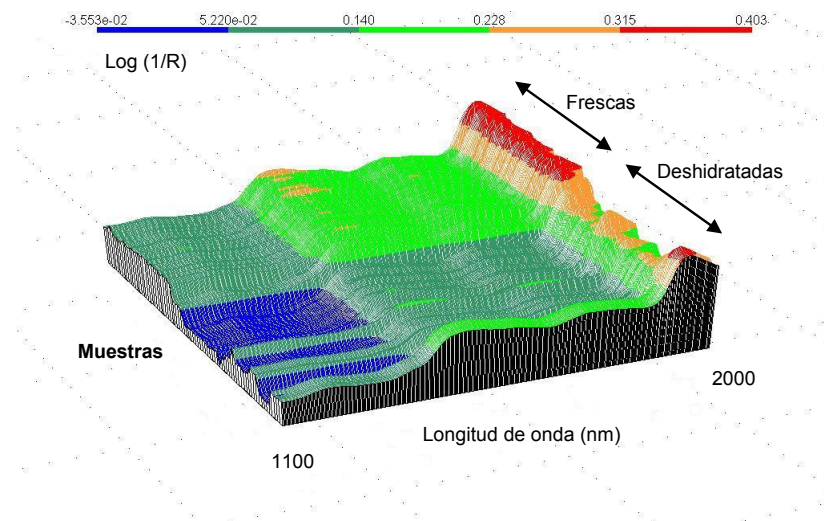 -3.553e-02 5.220e-02 0.140 0.228 0.315 0.403
Log (1/R)
Frescas
Deshidratadas
Muestras
2000
Longitud de onda (nm)
1100